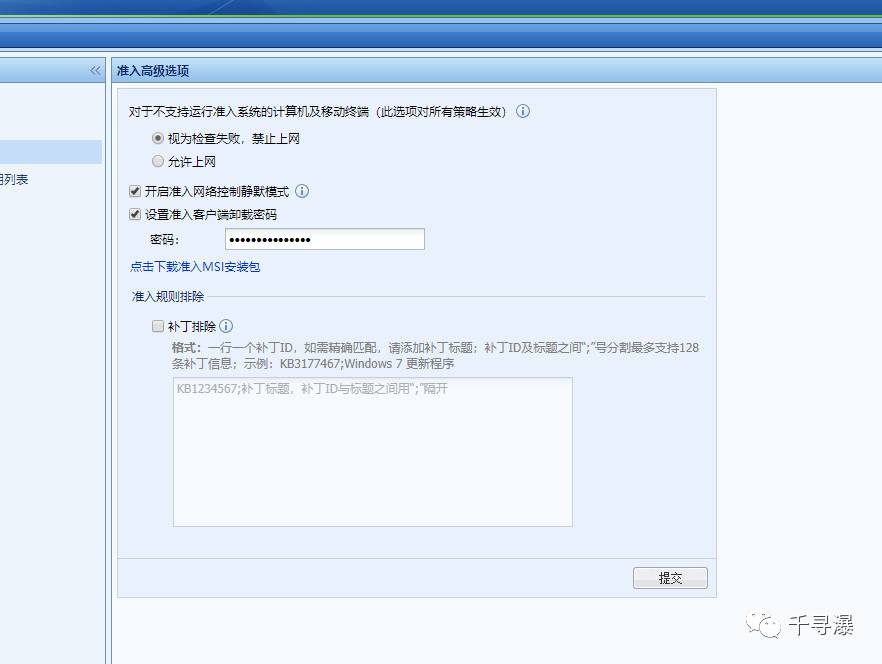 准入高级选项
对于不支持运行准入系统的计算机及移动终端（此选项对所有策略生效）
视为检查失败，禁止上网
允许上网
开启准入网络控制静默模式
设置准入客户端卸载密码
列表
密码：
点击下载准入MSI安装包
准入规则排除
补丁排除
格式：一行一个补丁ID，如需精确匹配，请添加补丁标题；补丁ID及标题之间“;”号分割最多支持128
条补丁信息；示例：KB3177467;Windows 7 更新程序
KB1234567;补丁标题，补丁ID与标题之间用“;”隔开
提交
千寻瀑